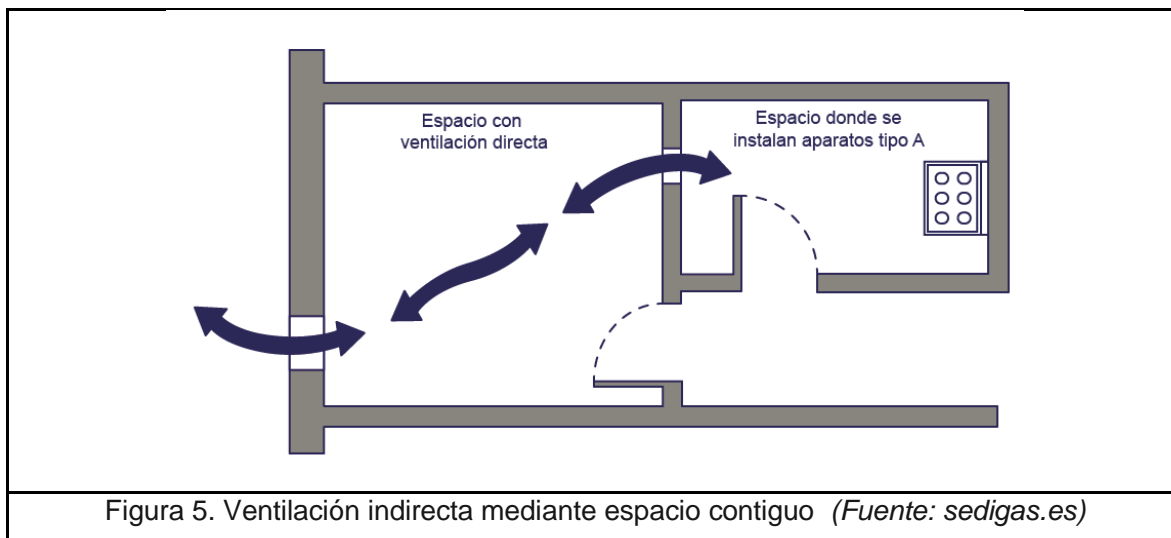 Espacio con
ventilación directa
Espacio donde se
instalan aparatos tipo A
Figura 5. Ventilación indirecta mediante espacio contiguo (Fuente: sedigas.es)